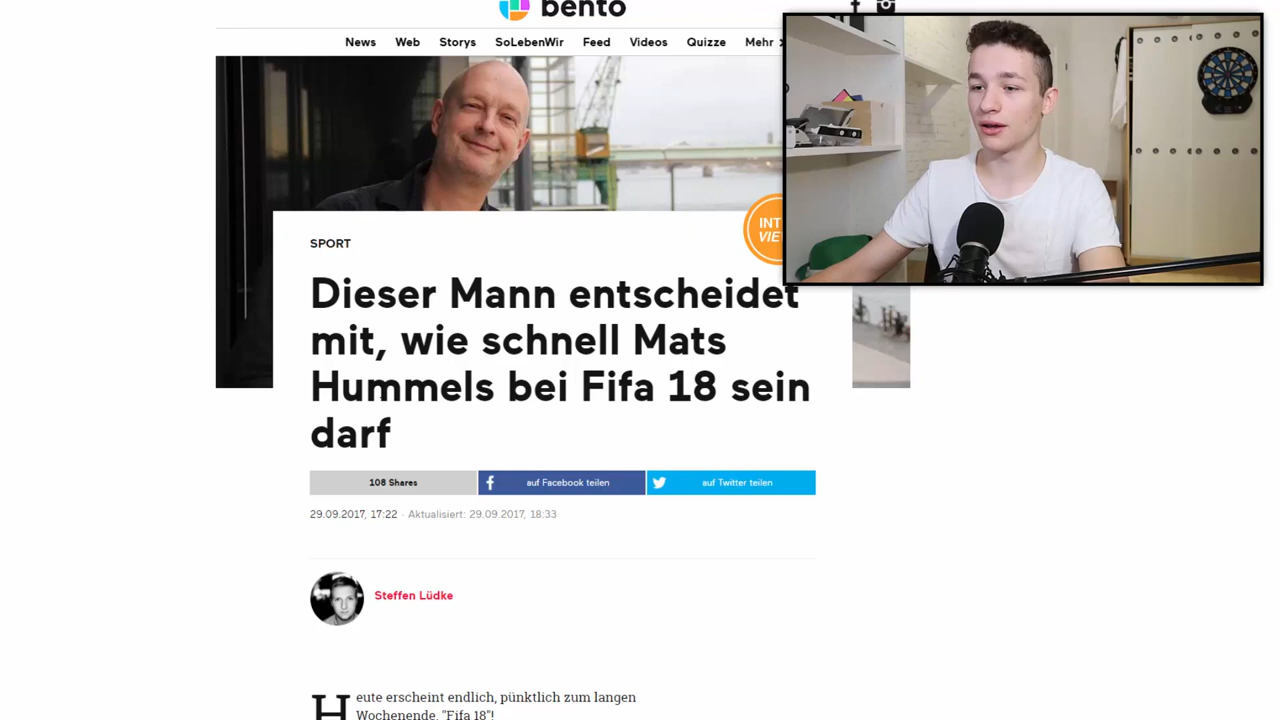 bento
News Web Storys SoLebenWir Feed Videos Quizze Mehr
SPORT
Dieser Mann entscheidet
mit, wie schnell Mats
Hummels bei Fifa 18 sein
darf
108 Shares
auf Facebook teilen
auf Twitter teilen
29.09.2017, 17:22 · Aktualisiert: 29.09.2017, 18:33
Steffen Lüdke
Heute erscheint endlich, pünktlich zum langen
Wochenende, "Fifa 18"!